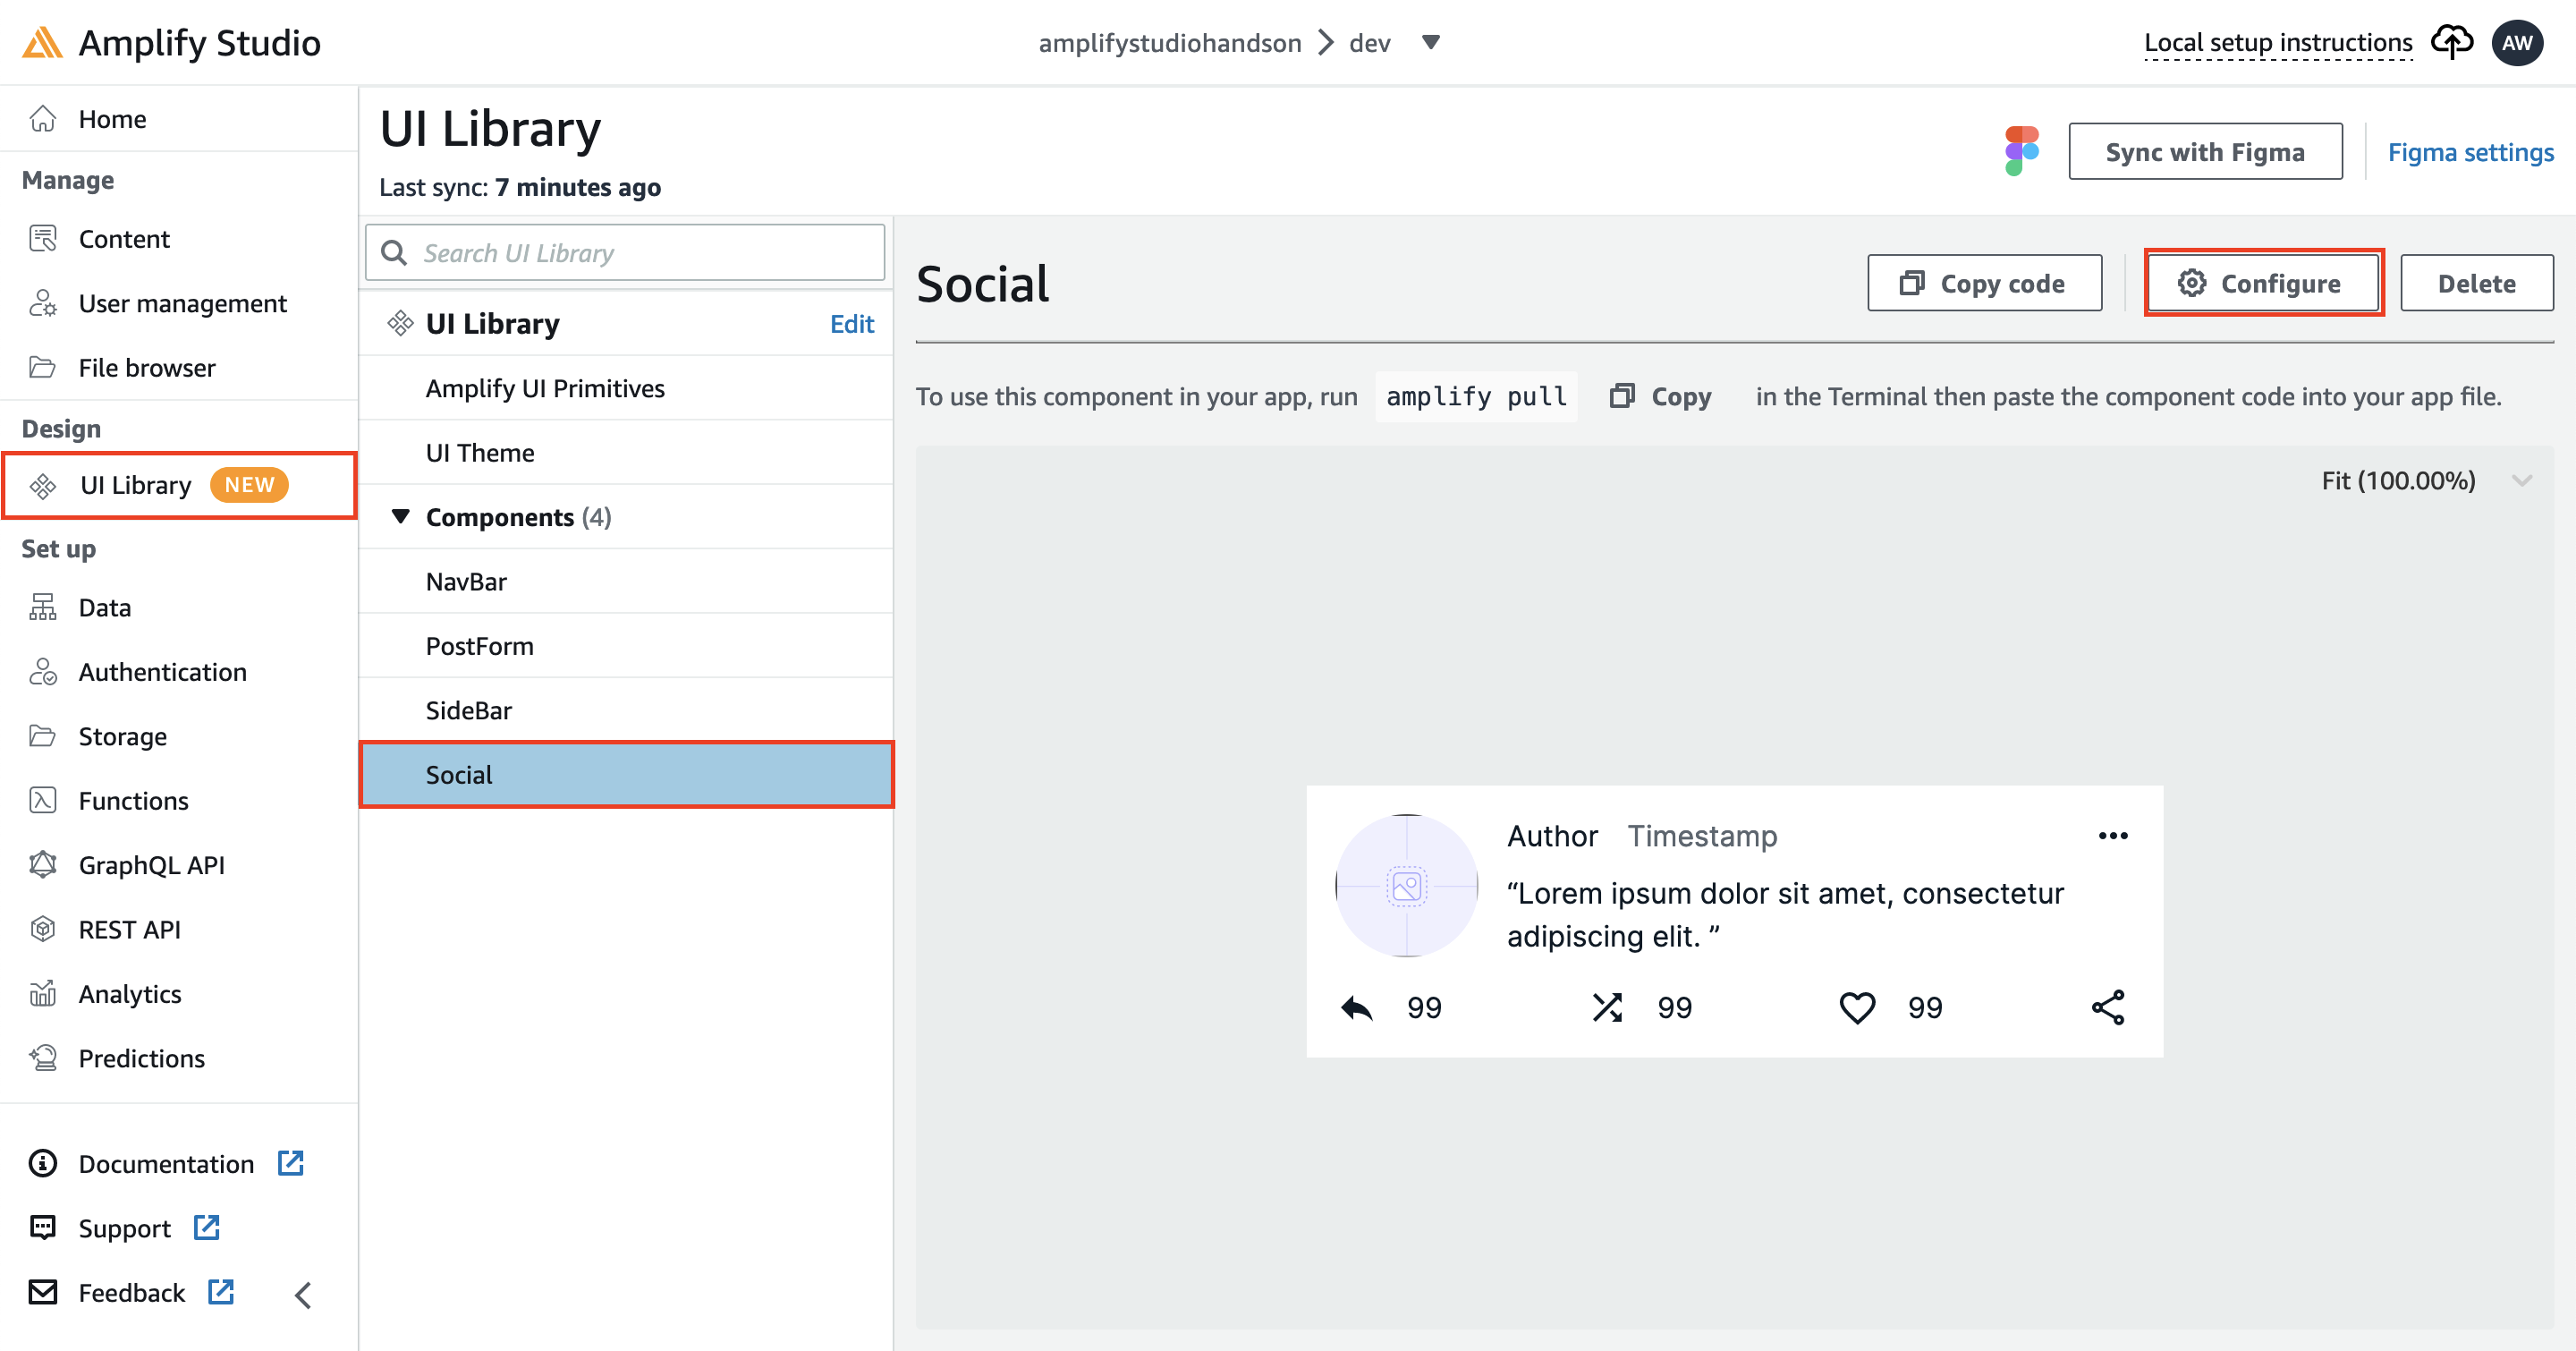 Amplify Studio
amplifystudiohandson > dev
Local setup instructions
AW
Home
Manage
Content
User management
File browser
Design
UI Library NEW
Set up
Data
Authentication
Storage
Functions
GraphQL API
REST API
Analytics
Predictions
Documentation
Support
Feedback
UI Library
Last sync: 7 minutes ago
Sync with Figma
Figma settings
Search UI Library
UI Library
Edit
Amplify UI Primitives
UI Theme
Components (4)
NavBar
PostForm
SideBar
Social
Social
Copy code
Configure
Delete
To use this component in your app, run amplify pull Copy in the Terminal then paste the component code into your app file.
Fit (100.00%)
Author Timestamp
“Lorem ipsum dolor sit amet, consectetur
adipiscing elit. ”
99 99 99